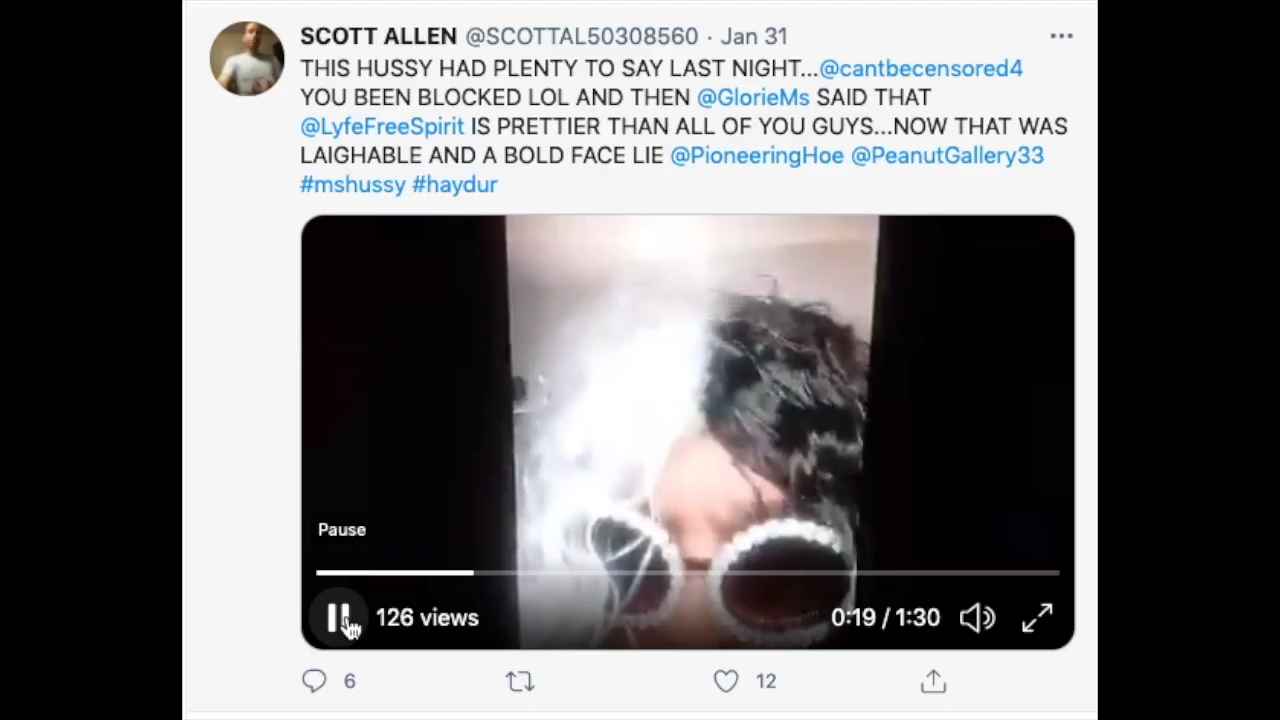 SCOTT ALLEN @SCOTTAL50308560 · Jan 31
THIS HUSSY HAD PLENTY TO SAY LAST NIGHT...@cantbecensored4
YOU BEEN BLOCKED LOL AND THEN @GlorieMs SAID THAT
@LyfeFreeSpirit IS PRETTIER THAN ALL OF YOU GUYS...NOW THAT WAS
LAIGHABLE AND A BOLD FACE LIE @PioneeringHoe @PeanutGallery33
#mshussy #haydur
Pause
126 views 0:19 / 1:30
6 12